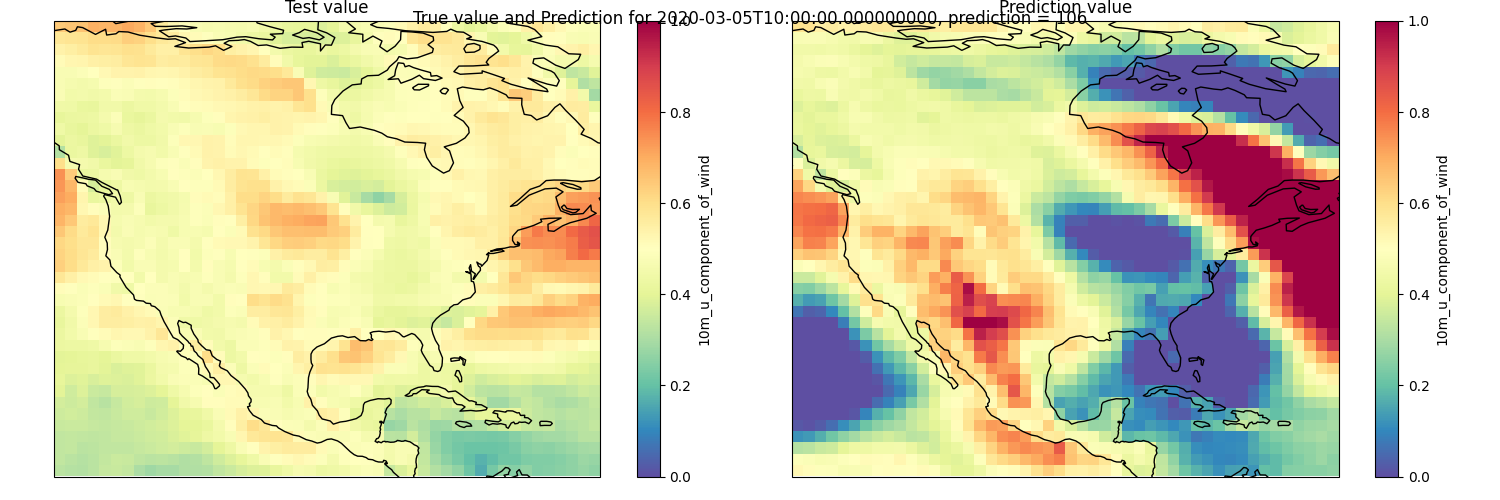 Test value
Prediction value
True value and Prediction for 2020-03-05T10:00:00.000000000, prediction = 106
1.0
0.8
0.6
0.4
0.2
0.0
10m_u_component_of_wind
1.0
0.8
0.6
0.4
0.2
0.0
10m_u_component_of_wind